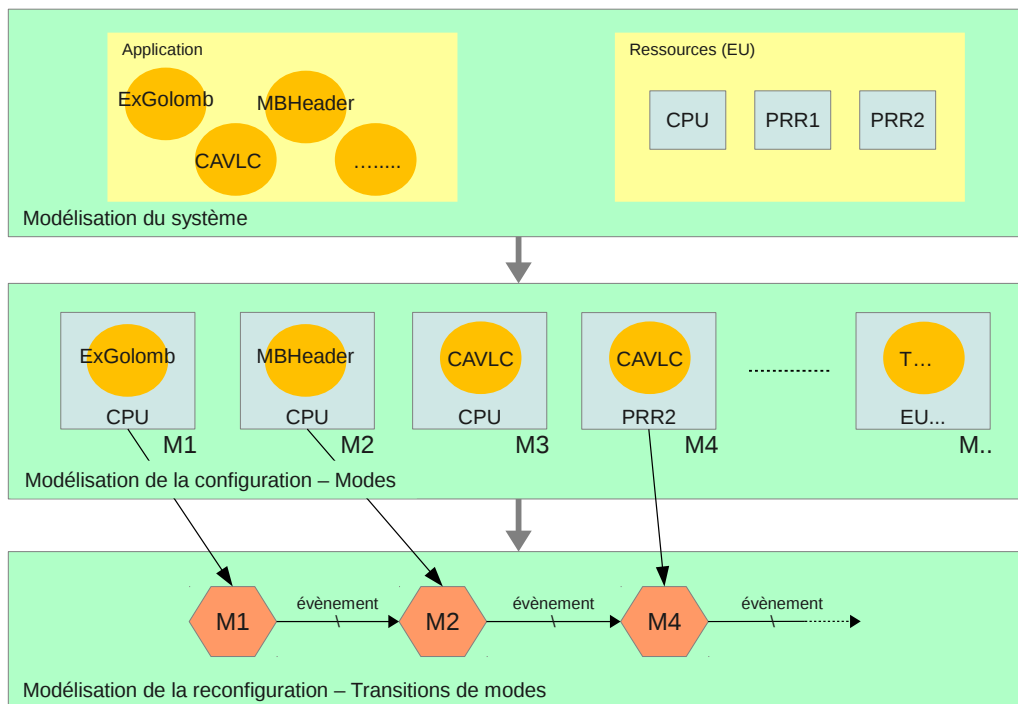 Application
ExGolomb
MBHeader
CAVLC
….....
Ressources (EU)
CPU
PRR1
PRR2
Modélisation du système
ExGolomb
CPU
M1
MBHeader
CPU
M2
CAVLC
CPU
M3
CAVLC
PRR2
M4
T…
EU...
M..
Modélisation de la configuration – Modes
M1
évènement
M2
évènement
M4
évènement
Modélisation de la reconfiguration – Transitions de modes